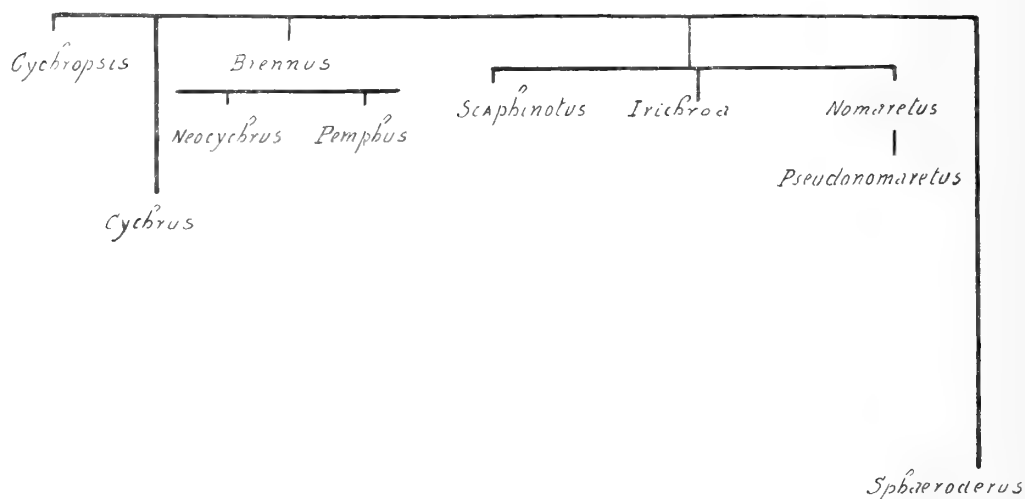 Cychropsis Brennus
Scaphinotus Irichroa Nomaretus
Neocychrus Pemphus
Pseudonomaretus
Cychrus
Sphaeroderus